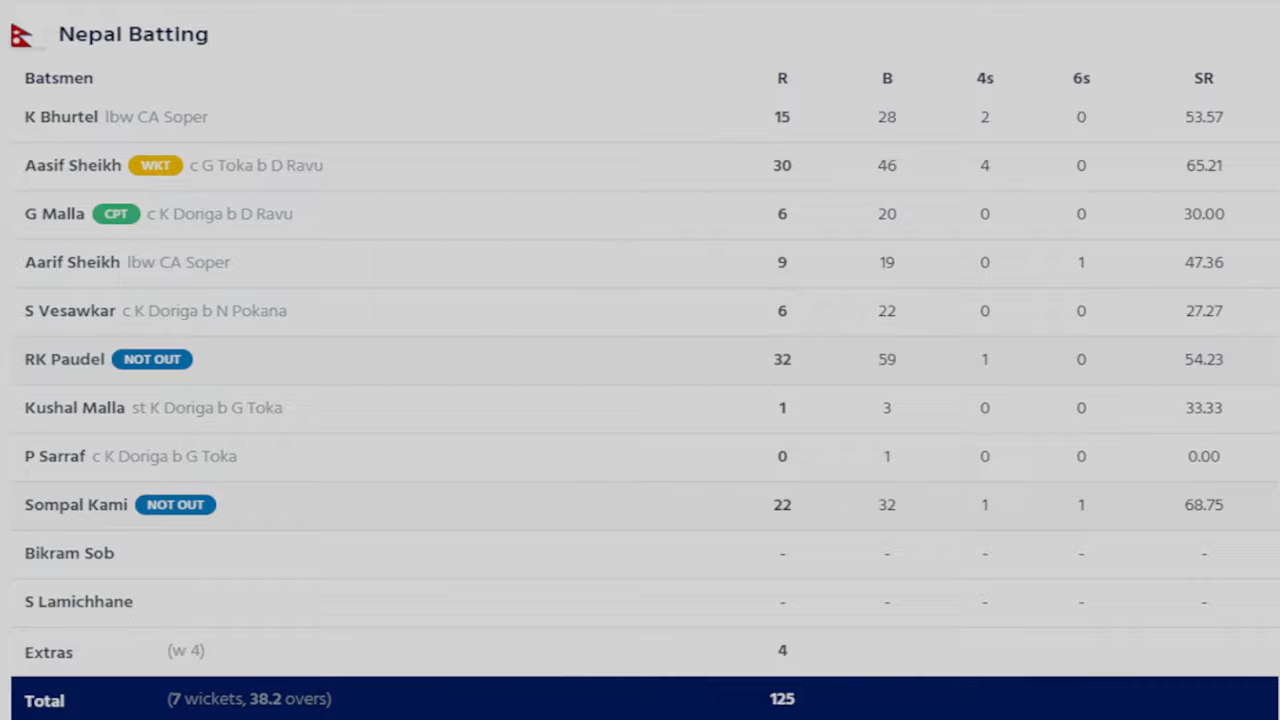 Nepal Batting
Batsmen R B 4s 6s SR
K Bhurtel lbw CA Soper 15 28 2 0 53.57
Aasif Sheikh WKT c G Toka b D Ravu 30 46 4 0 65.21
G Malla CPT c K Doriga b D Ravu 6 20 0 0 30.00
Aarif Sheikh lbw CA Soper 9 19 0 1 47.36
S Vesawkar c K Doriga b N Pokana 6 22 0 0 27.27
RK Paudel NOT OUT 32 59 1 0 54.23
Kushal Malla st K Doriga b G Toka 1 3 0 0 33.33
P Sarraf c K Doriga b G Toka 0 1 0 0 0.00
Sompal Kami NOT OUT 22 32 1 1 68.75
Bikram Sob - - - - -
S Lamichhane - - - - -
Extras (w 4) 4
Total (7 wickets, 38.2 overs) 125